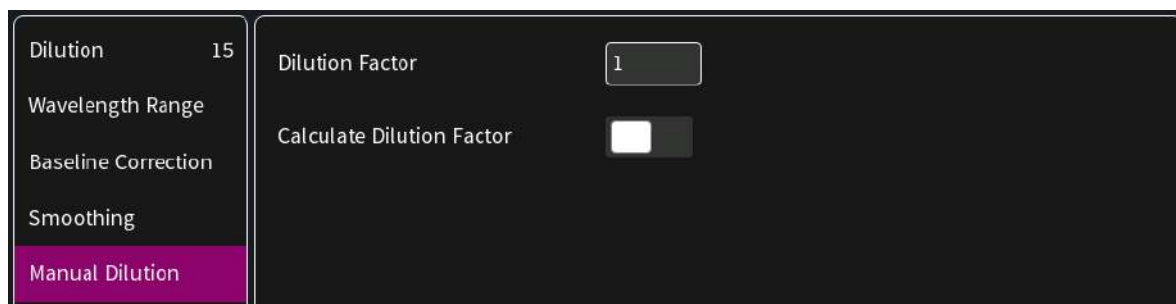 Dilution 15
Wavelength Range
Baseline Correction
Smoothing
Manual Dilution
Dilution Factor 1
Calculate Dilution Factor